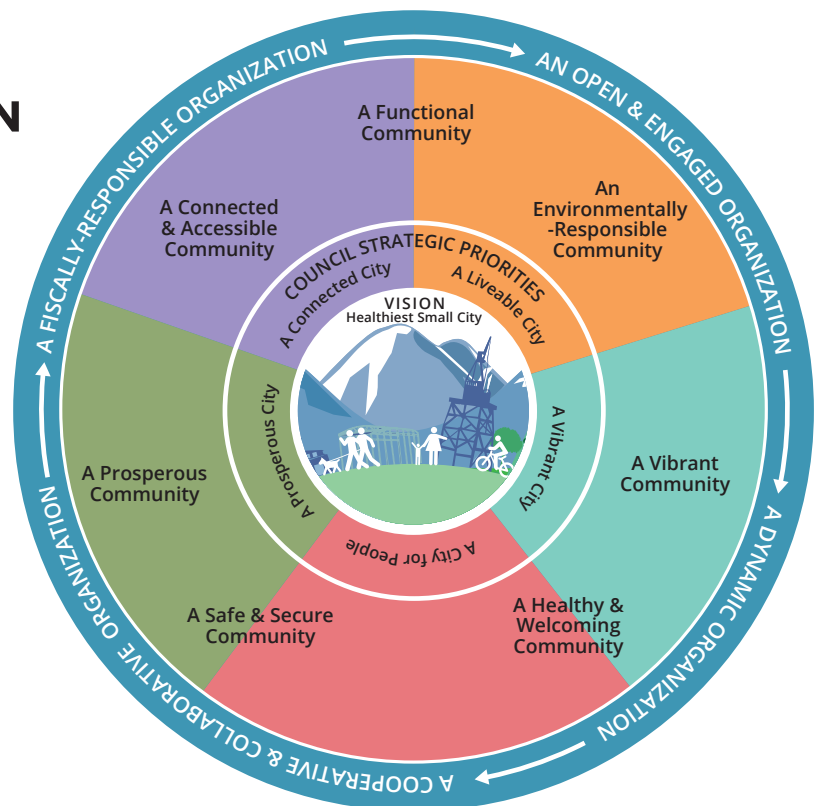 N
A FISCALLY-RESPONSIBLE ORGANIZATION
AN OPEN & ENGAGED ORGANIZATION
A DYNAMIC ORGANIZATION
A COOPERATIVE & COLLABORATIVE ORGANIZATION
A Functional
Community
An
Environmentally
-Responsible
Community
A Connected
& Accessible
Community
A Vibrant
Community
A Prosperous
Community
A Healthy &
Welcoming
Community
A Safe & Secure
Community
COUNCIL STRATEGIC PRIORITIES
A Connected City
A Liveable City
A Vibrant City
A City for People
A Prosperous City
VISION
Healthiest Small City